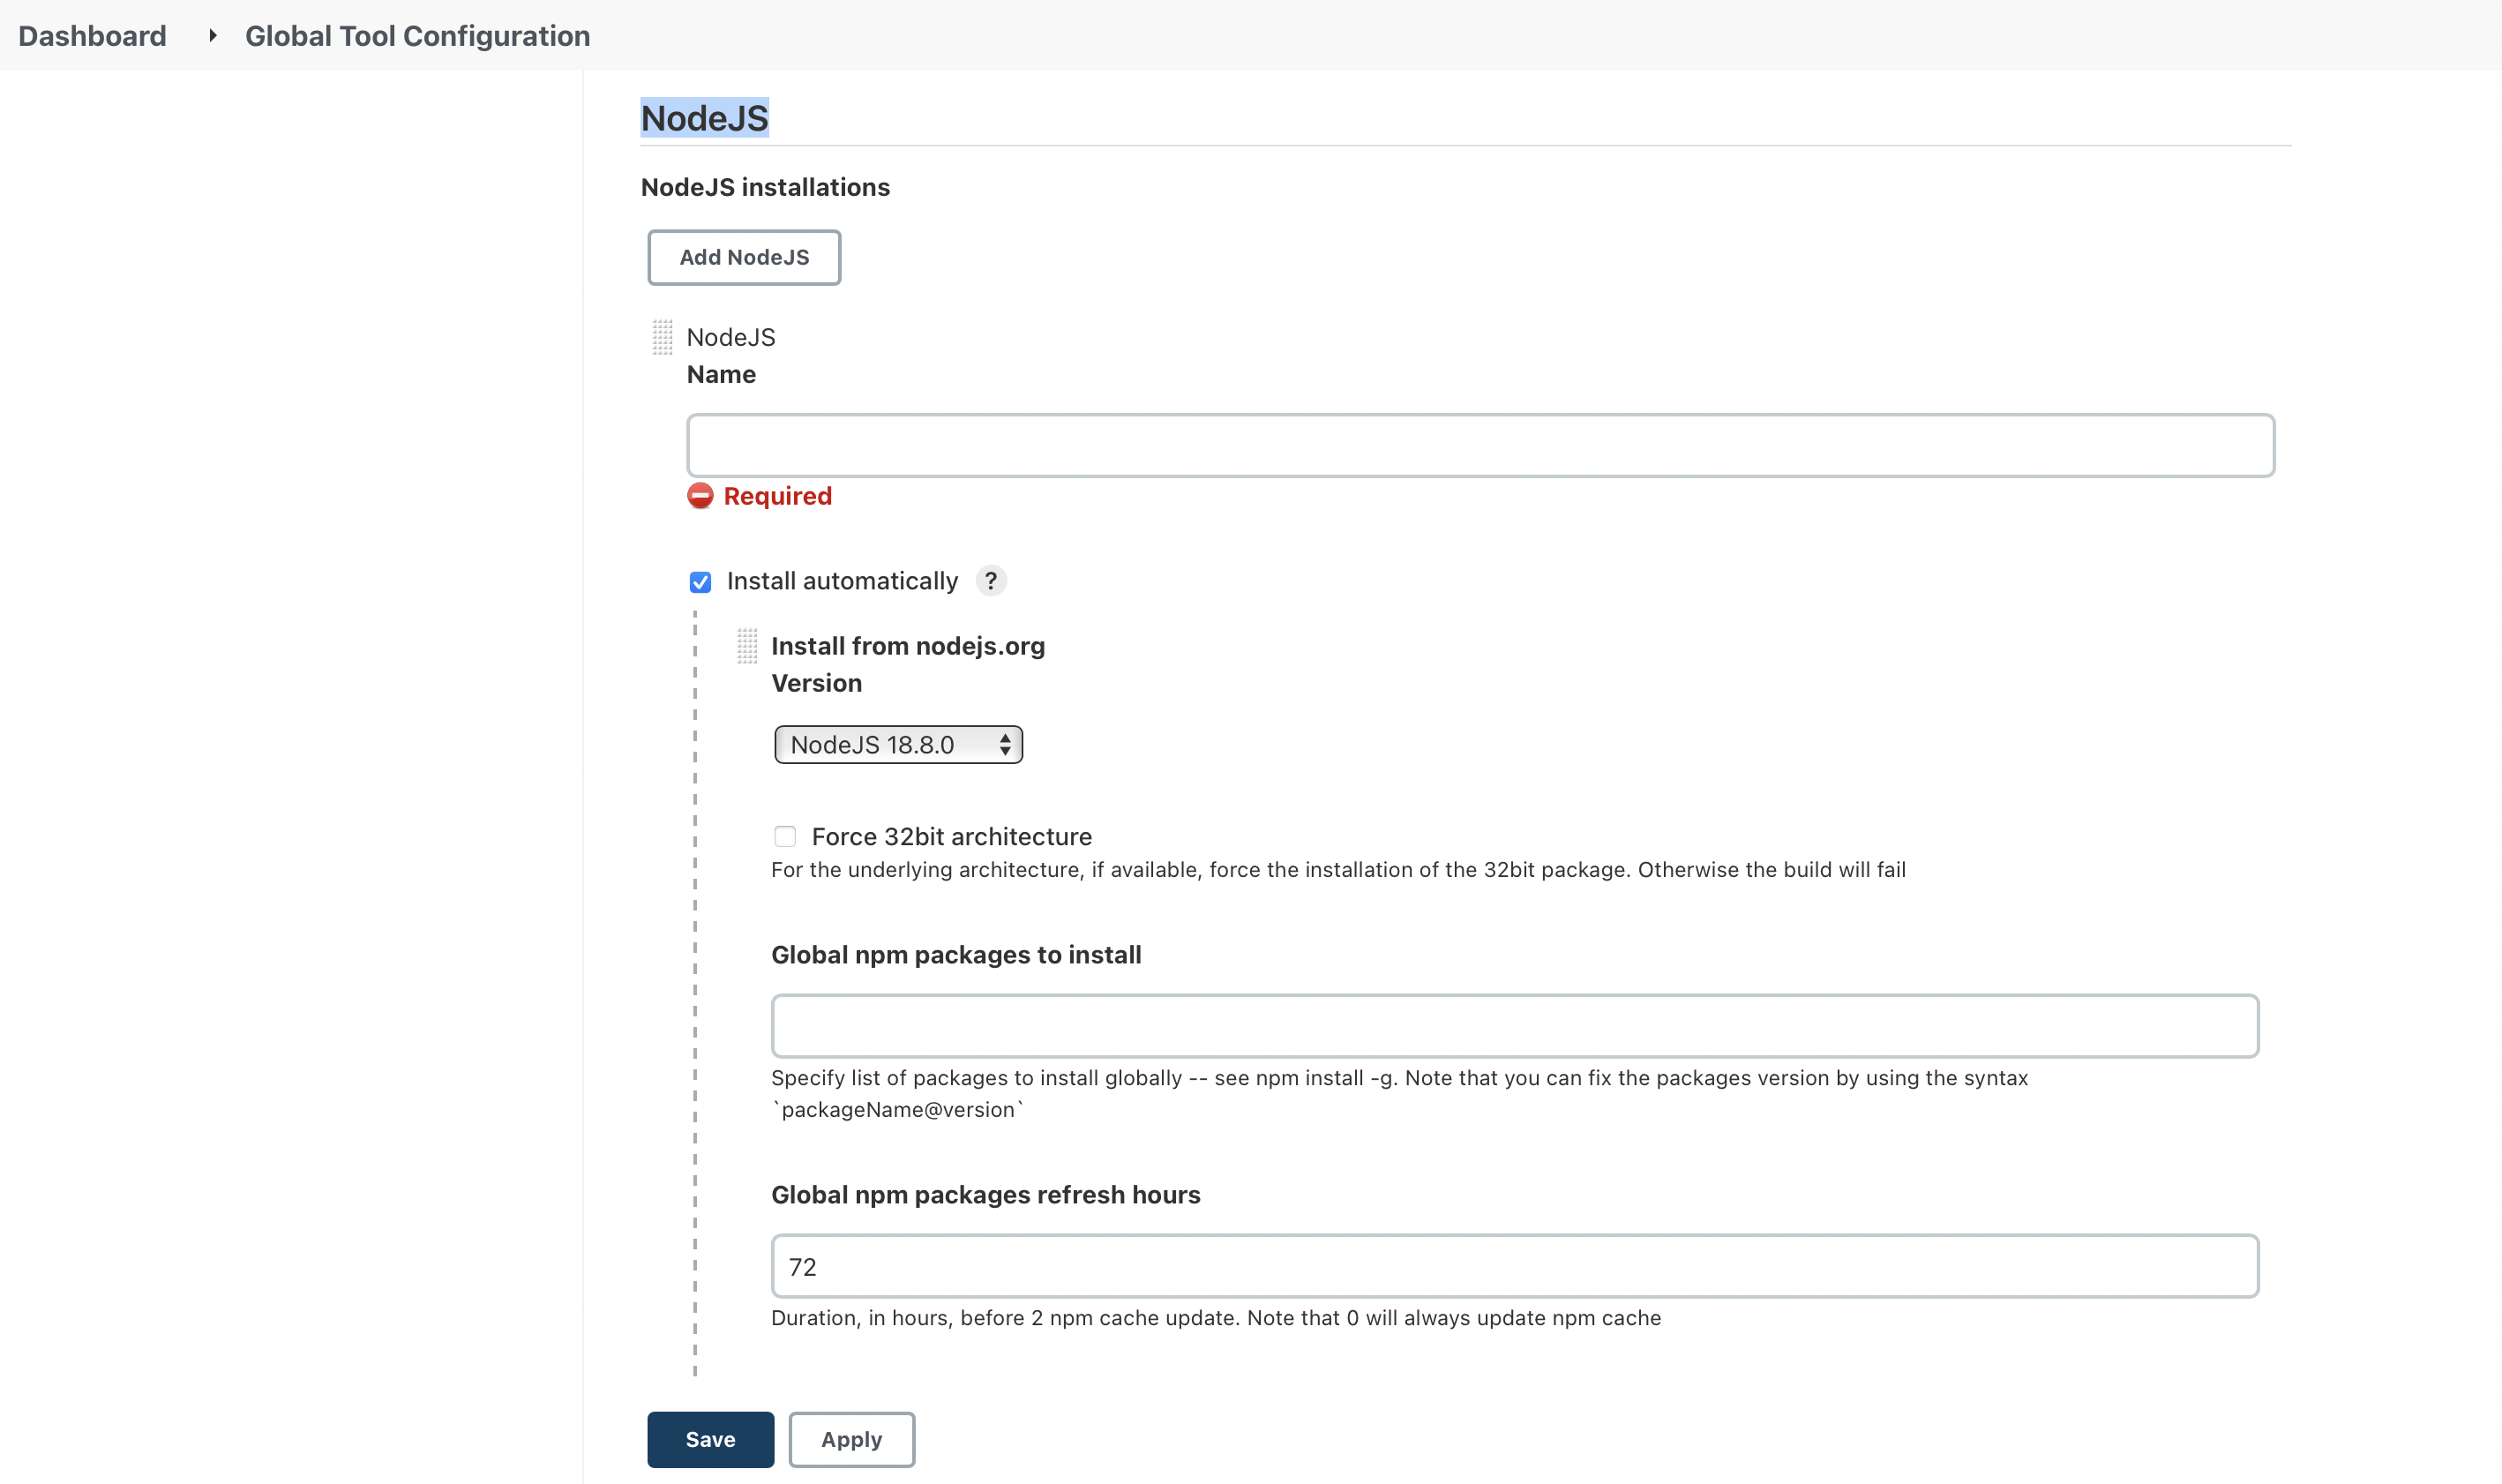 Dashboard
Global Tool Configuration
NodeJS
NodeJS installations
Add NodeJS
NodeJS
Name
Required
Install automatically ?
Install from nodejs.org
Version
NodeJS 18.8.0
Force 32bit architecture
For the underlying architecture, if available, force the installation of the 32bit package. Otherwise the build will fail
Global npm packages to install
Specify list of packages to install globally -- see npm install -g. Note that you can fix the packages version by using the syntax
`packageName@version`
Global npm packages refresh hours
72
Duration, in hours, before 2 npm cache update. Note that 0 will always update npm cache
Save
Apply